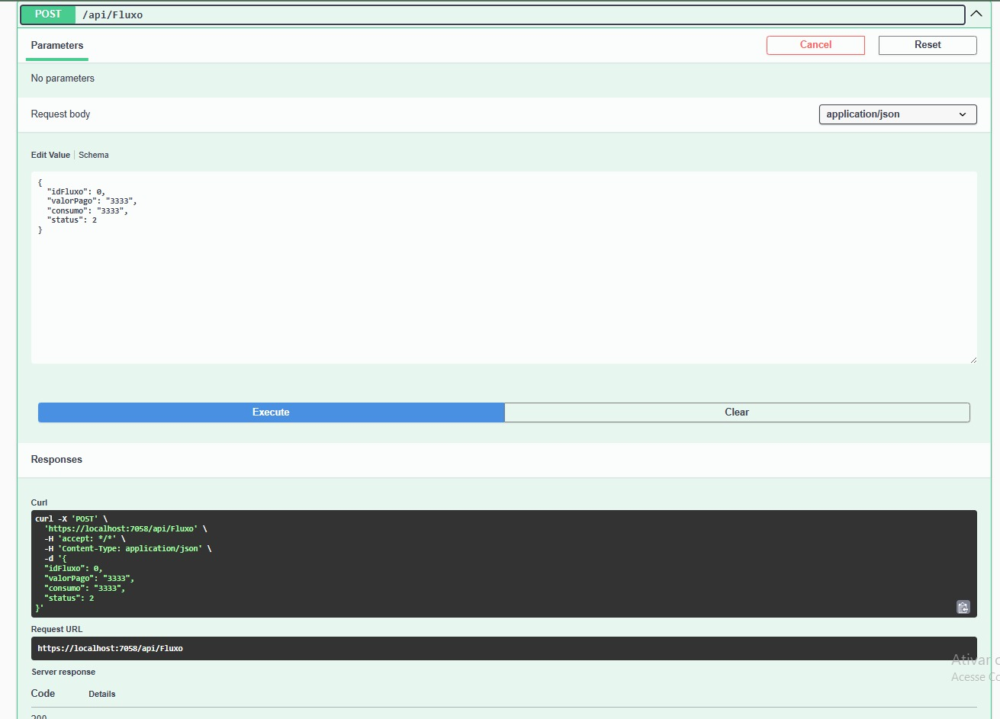 POST /api/Fluxo
Parameters
Cancel
Reset
No parameters
Request body
application/json
Edit Value | Schema
{
  "idFluxo": 0,
  "valorPago": "3333",
  "consumo": "3333",
  "status": 2
}
Execute
Clear
Responses
Curl
curl -X 'POST' \
  'https://localhost:7058/api/Fluxo' \
  -H 'accept: */*' \
  -H 'Content-Type: application/json' \
  -d '{
  "idFluxo": 0,
  "valorPago": "3333",
  "consumo": "3333",
  "status": 2
}'
Request URL
https://localhost:7058/api/Fluxo
Ativar
Server response
Acesse
Code Details
200